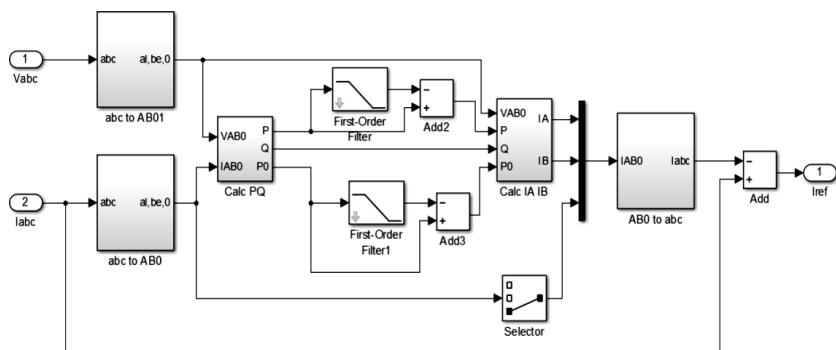 1
Vabc
abc
al,be,0
abc to AB01
2
Iabc
abc
al,be,0
abc to AB0
VAB0
IAB0
P
Q
P0
Calc PQ
First-Order
Filter
Add2
First-Order
Filter1
Add3
VAB0
P
Q
P0
IA
IB
Calc IA IB
Selector
IAB0
Iabc
AB0 to abc
Add
1
Iref